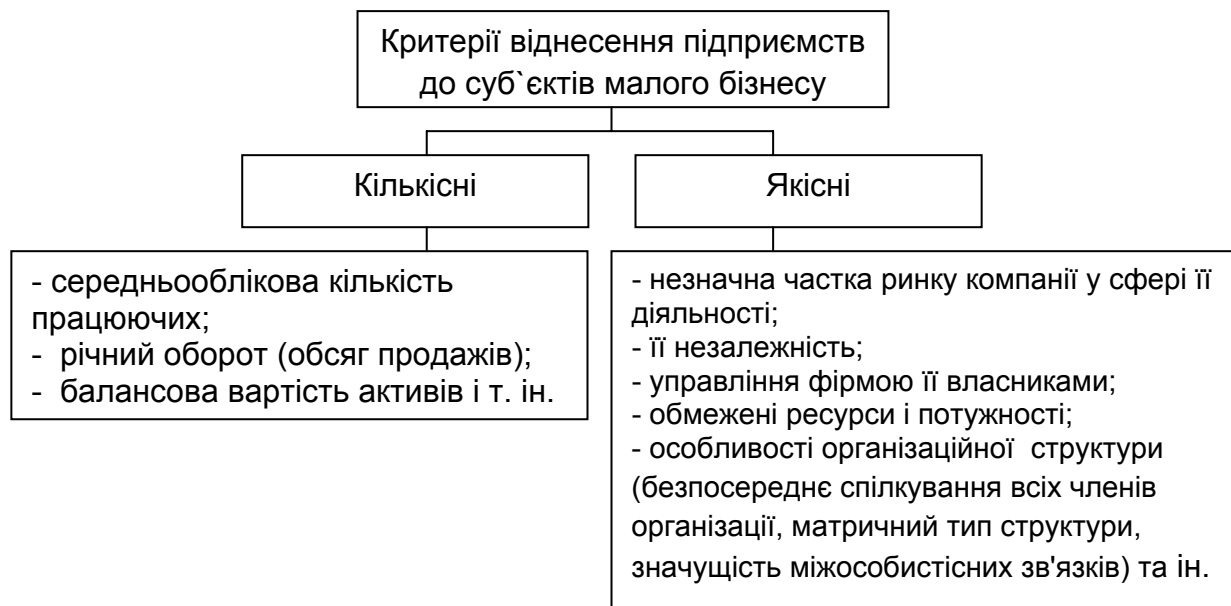 Критерії віднесення підприємств
до суб`єктів малого бізнесу
Кількісні
Якісні
- середньооблікова кількість
працюючих;
- річний оборот (обсяг продажів);
- балансова вартість активів і т. ін.
- незначна частка ринку компанії у сфері її
діяльності;
- її незалежність;
- управління фірмою її власниками;
- обмежені ресурси і потужності;
- особливості організаційної структури
(безпосереднє спілкування всіх членів
організації, матричний тип структури,
значущість міжособистісних зв'язків) та ін.